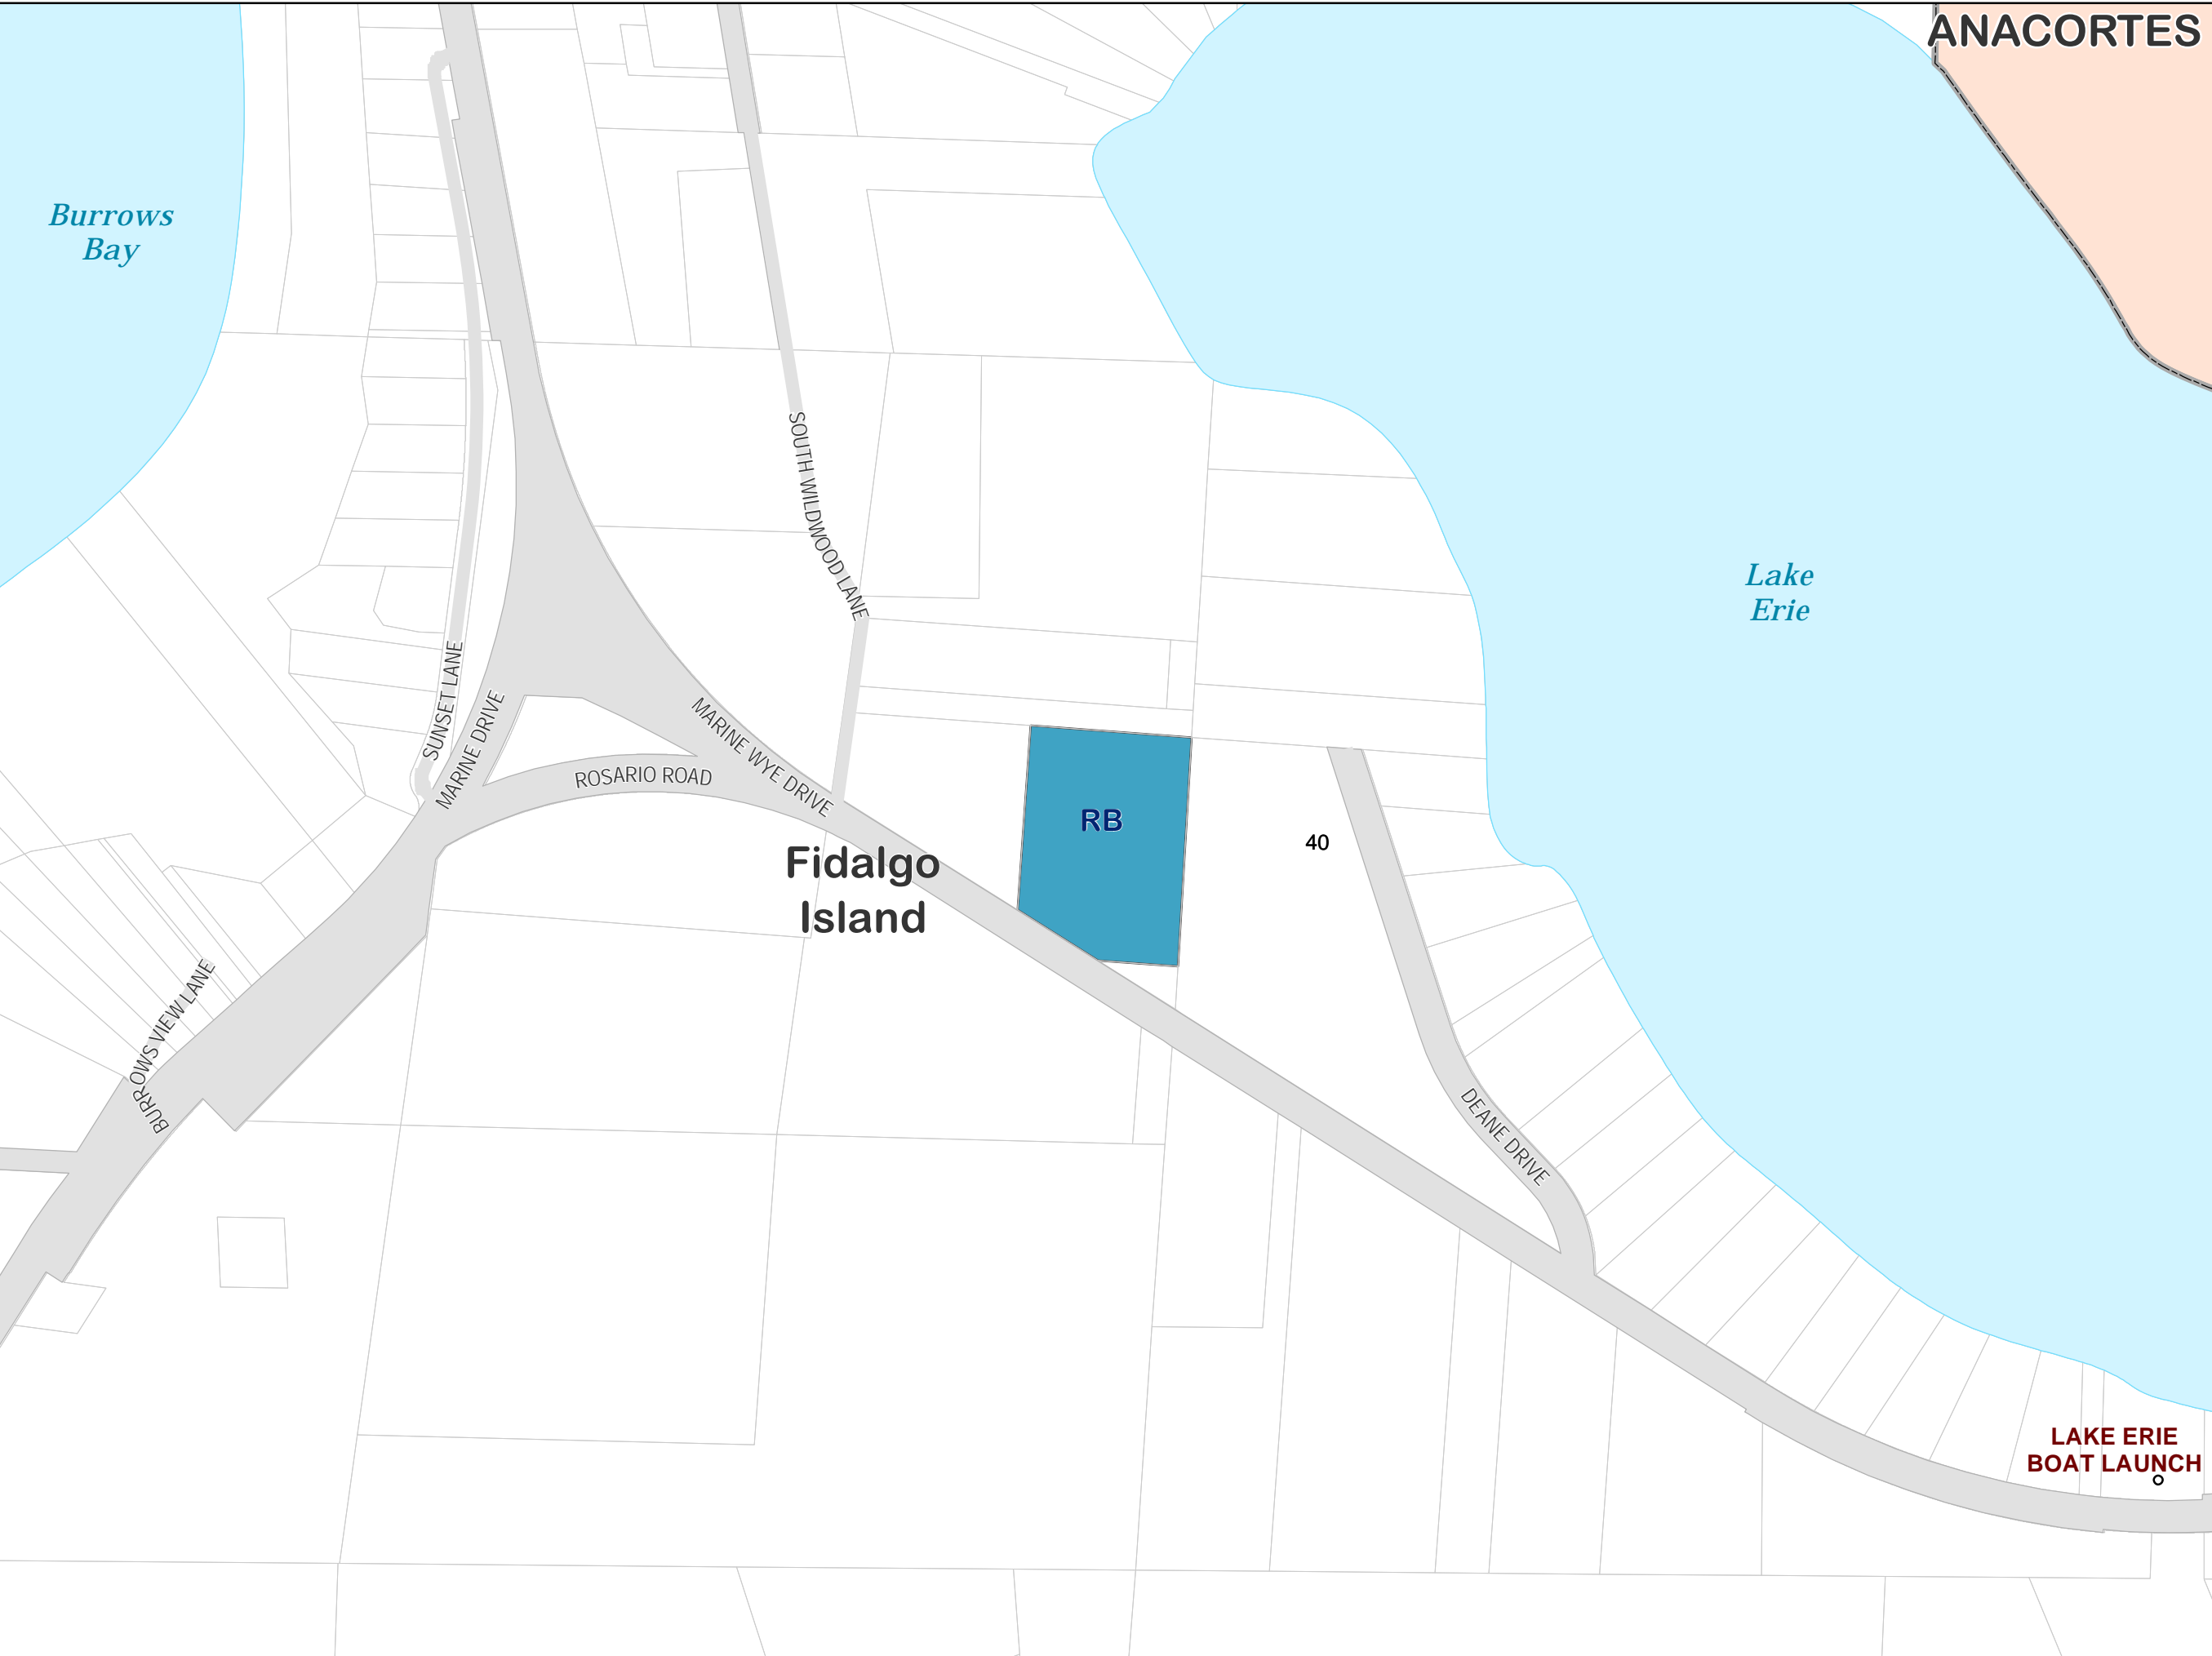 ANACORTES
Burrows
Bay
SOUTH WILDWOOD LANE
Lake
Erie
SUNSET LANE
MARINE DRIVE
MARINE WYE DRIVE
ROSARIO ROAD
RB
40
Fidalgo
Island
BURROWS VIEW LANE
DEANE DRIVE
LAKE ERIE
BOAT LAUNCH